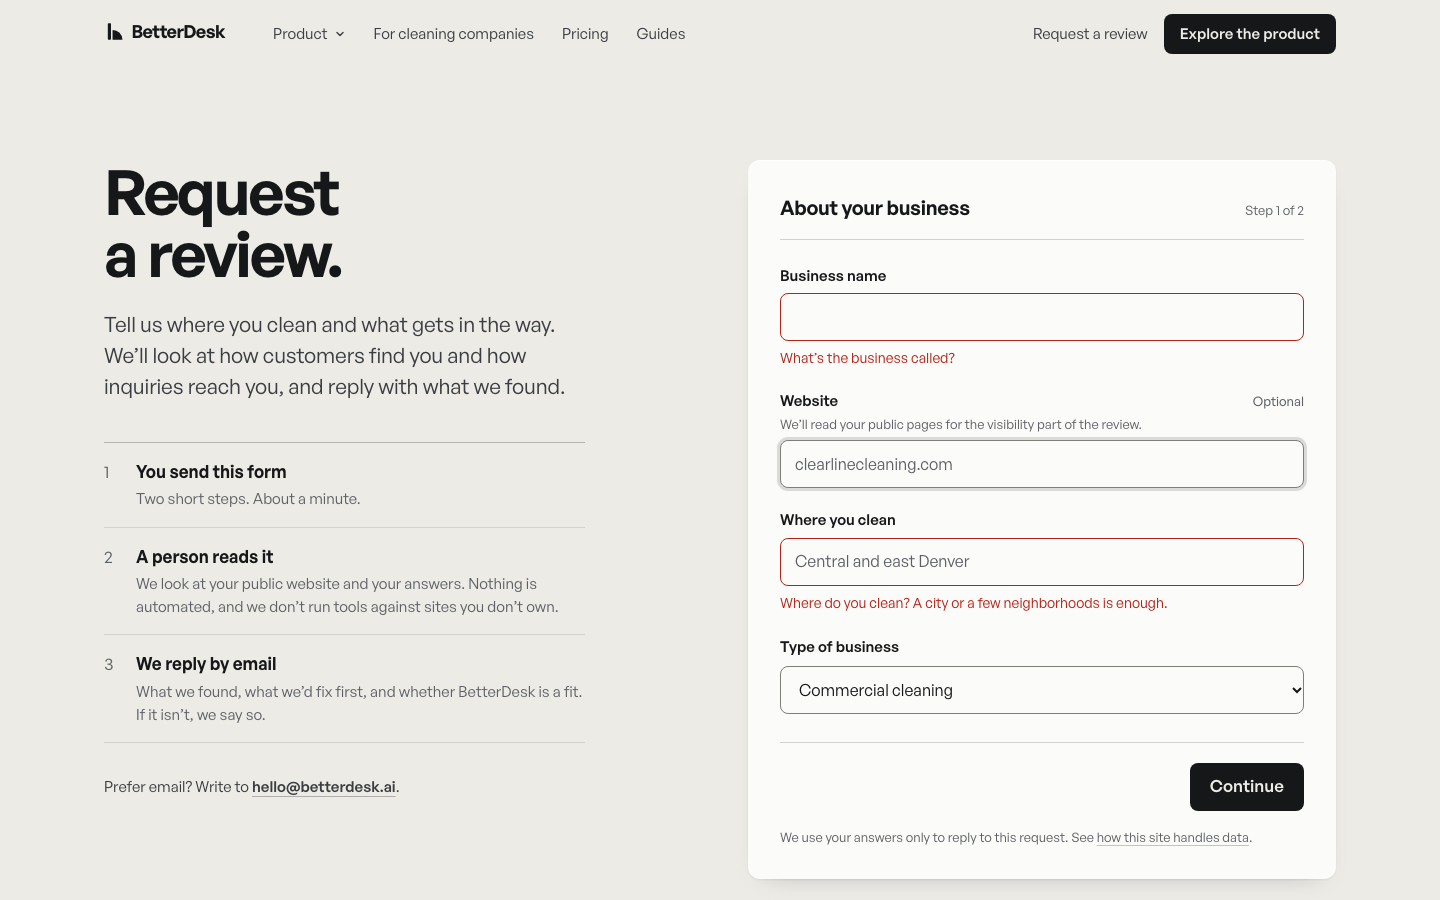 BetterDesk
Product
For cleaning companies
Pricing
Guides
Request a review
Explore the product
Request
a review.
Tell us where you clean and what gets in the way.
We’ll look at how customers find you and how
inquiries reach you, and reply with what we found.
1
You send this form
Two short steps. About a minute.
2
A person reads it
We look at your public website and your answers. Nothing is
automated, and we don’t run tools against sites you don’t own.
3
We reply by email
What we found, what we’d fix first, and whether BetterDesk is a fit.
If it isn’t, we say so.
Prefer email? Write to hello@betterdesk.ai.
About your business
Step 1 of 2
Business name
What’s the business called?
Website
Optional
We’ll read your public pages for the visibility part of the review.
clearlinecleaning.com
Where you clean
Central and east Denver
Where do you clean? A city or a few neighborhoods is enough.
Type of business
Commercial cleaning
Continue
We use your answers only to reply to this request. See how this site handles data.